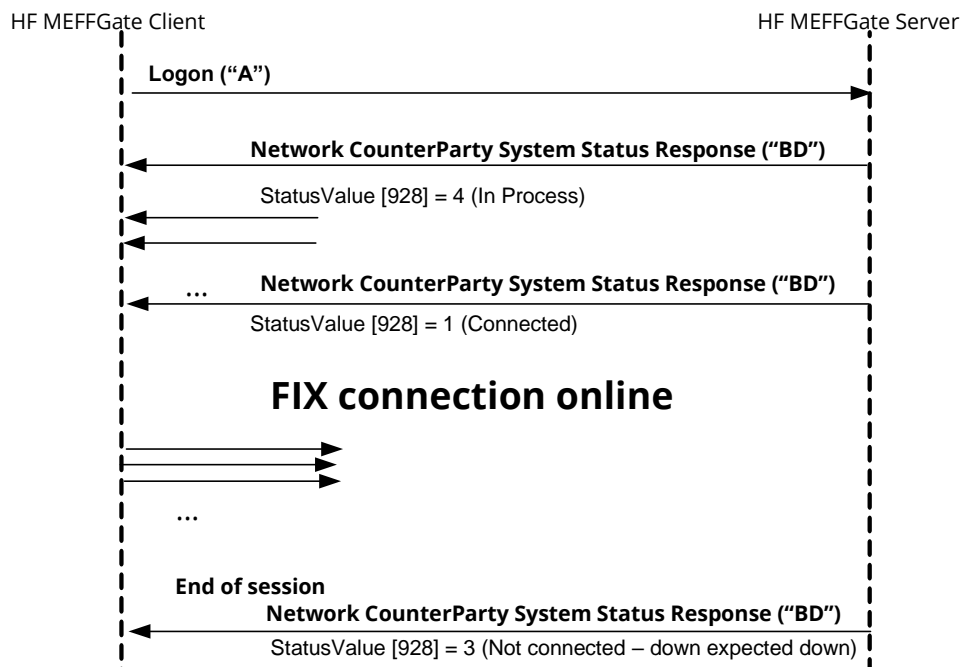 HF MEFFGate Client
HF MEFFGate Server
Logon (“A”)
Network CounterParty System Status Response (“BD”)
StatusValue [928] = 4 (In Process)
...
Network CounterParty System Status Response (“BD”)
StatusValue [928] = 1 (Connected)
FIX connection online
...
End of session
Network CounterParty System Status Response (“BD”)
StatusValue [928] = 3 (Not connected – down expected down)